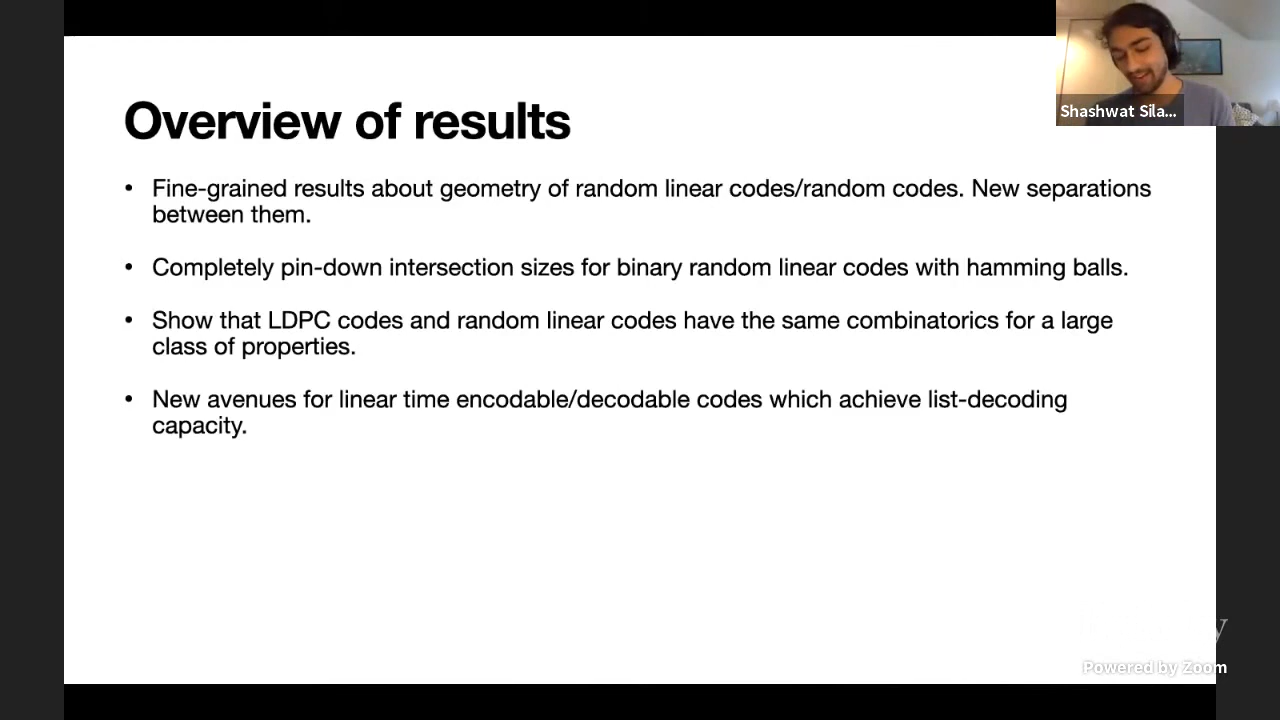 Overview of results
Shashwat Sila...
• Fine-grained results about geometry of random linear codes/random codes. New separations
between them.
• Completely pin-down intersection sizes for binary random linear codes with hamming balls.
• Show that LDPC codes and random linear codes have the same combinatorics for a large
class of properties.
• New avenues for linear time encodable/decodable codes which achieve list-decoding
capacity.
Powered by Zoom